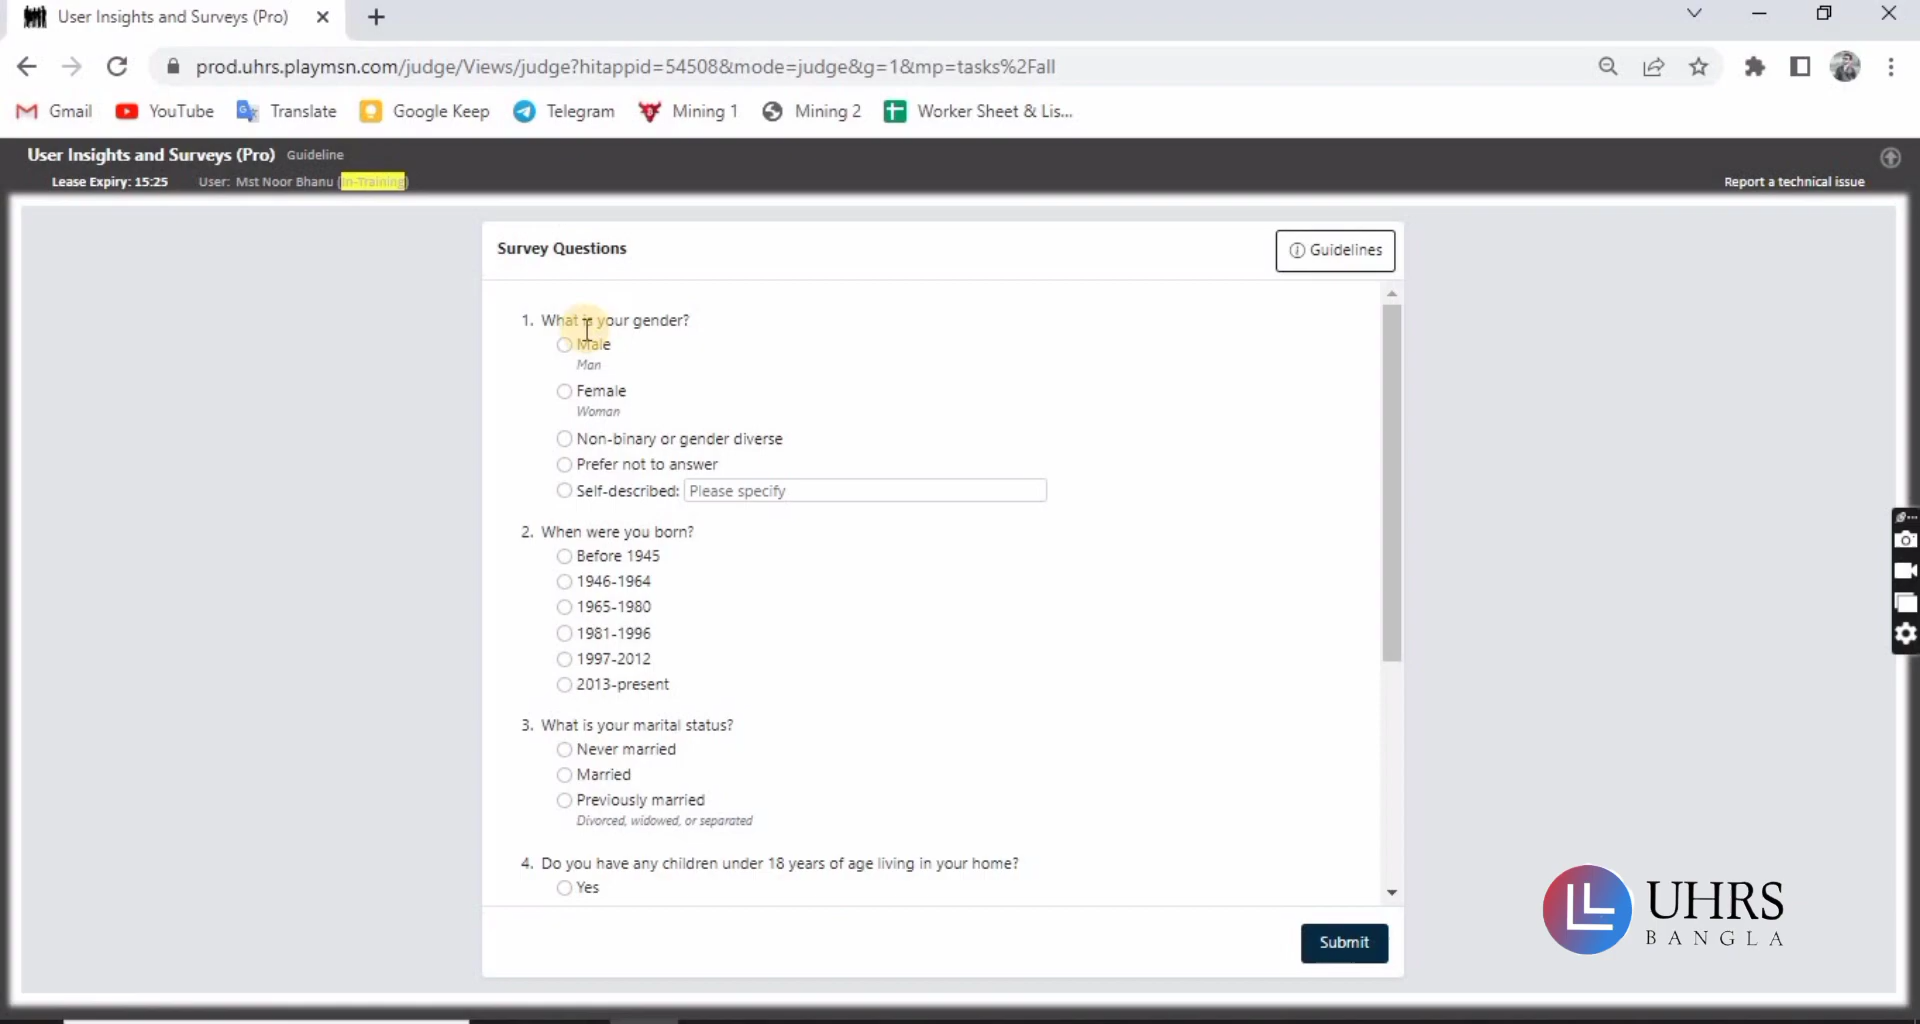 User Insights and Surveys (Pro)
prod.uhrs.playmsn.com/judge/Views/judge?hitappid=54508&mode=judge&g=1&mp=tasks%2Fall
Gmail YouTube Translate Google Keep Telegram Mining 1 Mining 2 Worker Sheet & Lis...
User Insights and Surveys (Pro) Guideline
Lease Expiry: 15:25 User: Mst Noor Bhanu (In-Training) Report a technical issue
Survey Questions Guidelines
1. What is your gender?
Male
Man
Female
Woman
Non-binary or gender diverse
Prefer not to answer
Self-described: Please specify
2. When were you born?
Before 1945
1946-1964
1965-1980
1981-1996
1997-2012
2013-present
3. What is your marital status?
Never married
Married
Previously married
Divorced, widowed, or separated
4. Do you have any children under 18 years of age living in your home?
Yes
Submit
UHRS
BANGLA